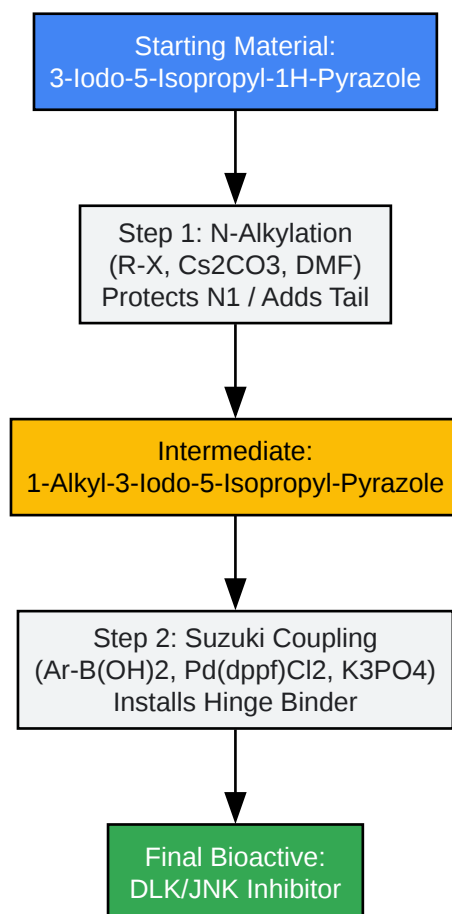 Starting Material:
3-Iodo-5-Isopropyl-1H-Pyrazole
Step 1: N-Alkylation
(R-X, Cs2CO3, DMF)
Protects N1 / Adds Tail
Intermediate:
1-Alkyl-3-Iodo-5-Isopropyl-Pyrazole
Step 2: Suzuki Coupling
(Ar-B(OH)2, Pd(dppf)Cl2, K3PO4)
Installs Hinge Binder
Final Bioactive:
DLK/JNK Inhibitor